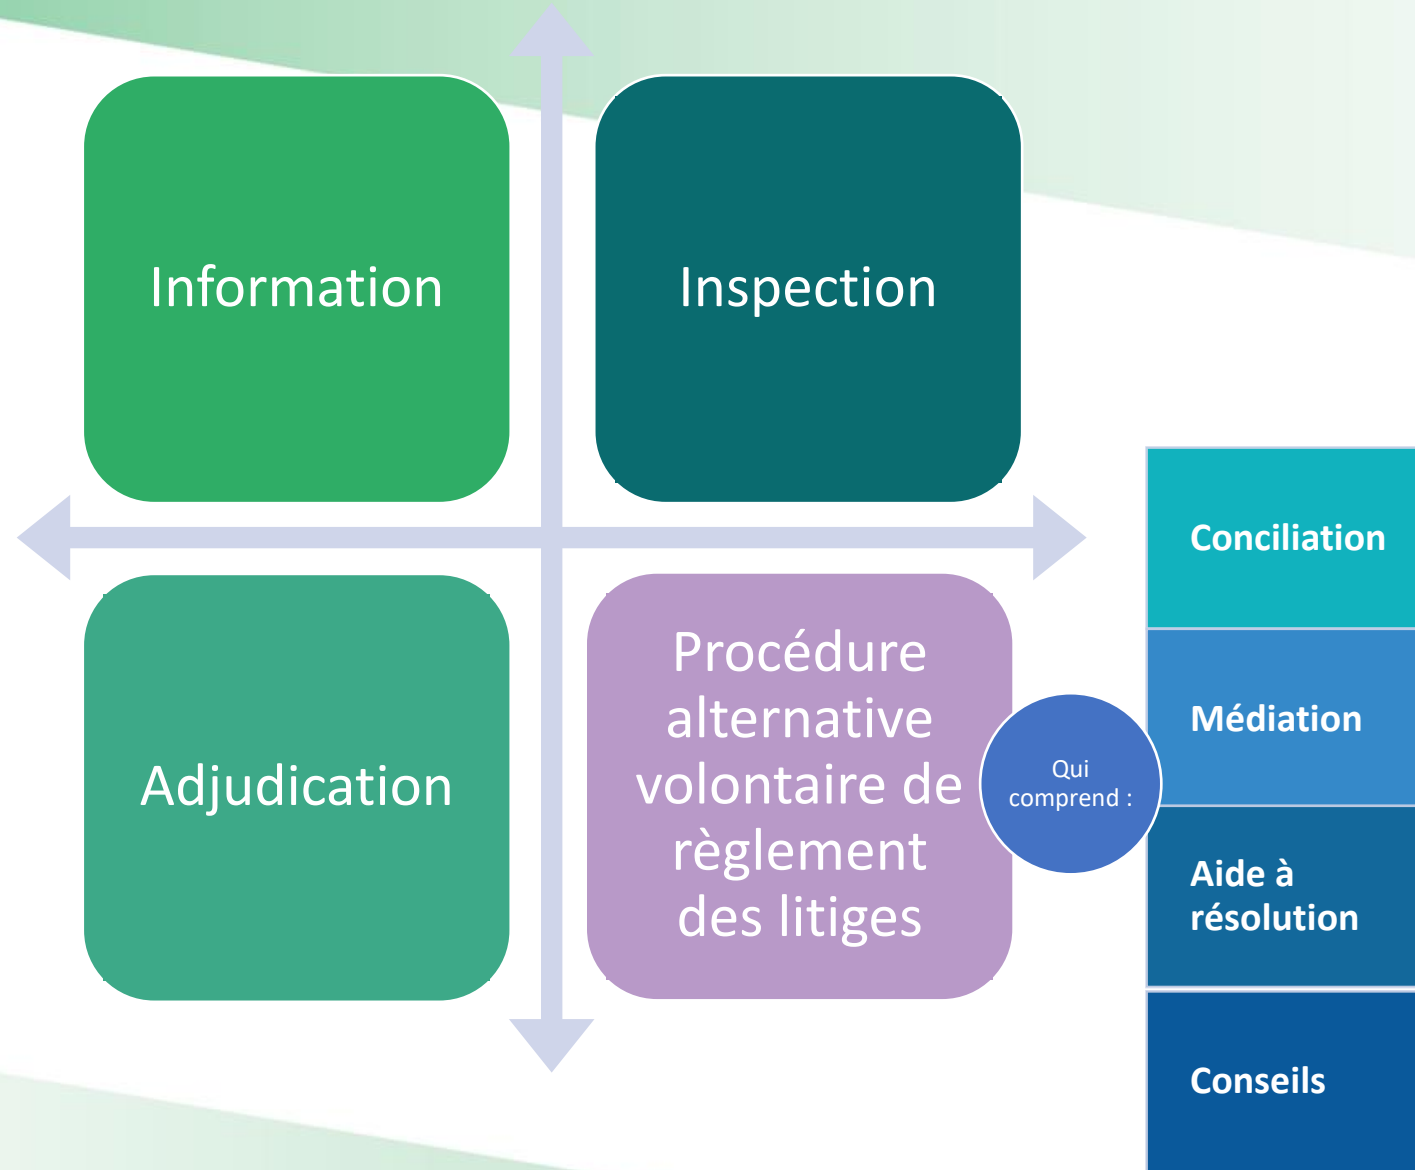 Information
Inspection
Adjudication
Procédure
alternative
volontaire de
règlement
des litiges
Qui
comprend :
Conciliation
Médiation
Aide à
résolution
Conseils